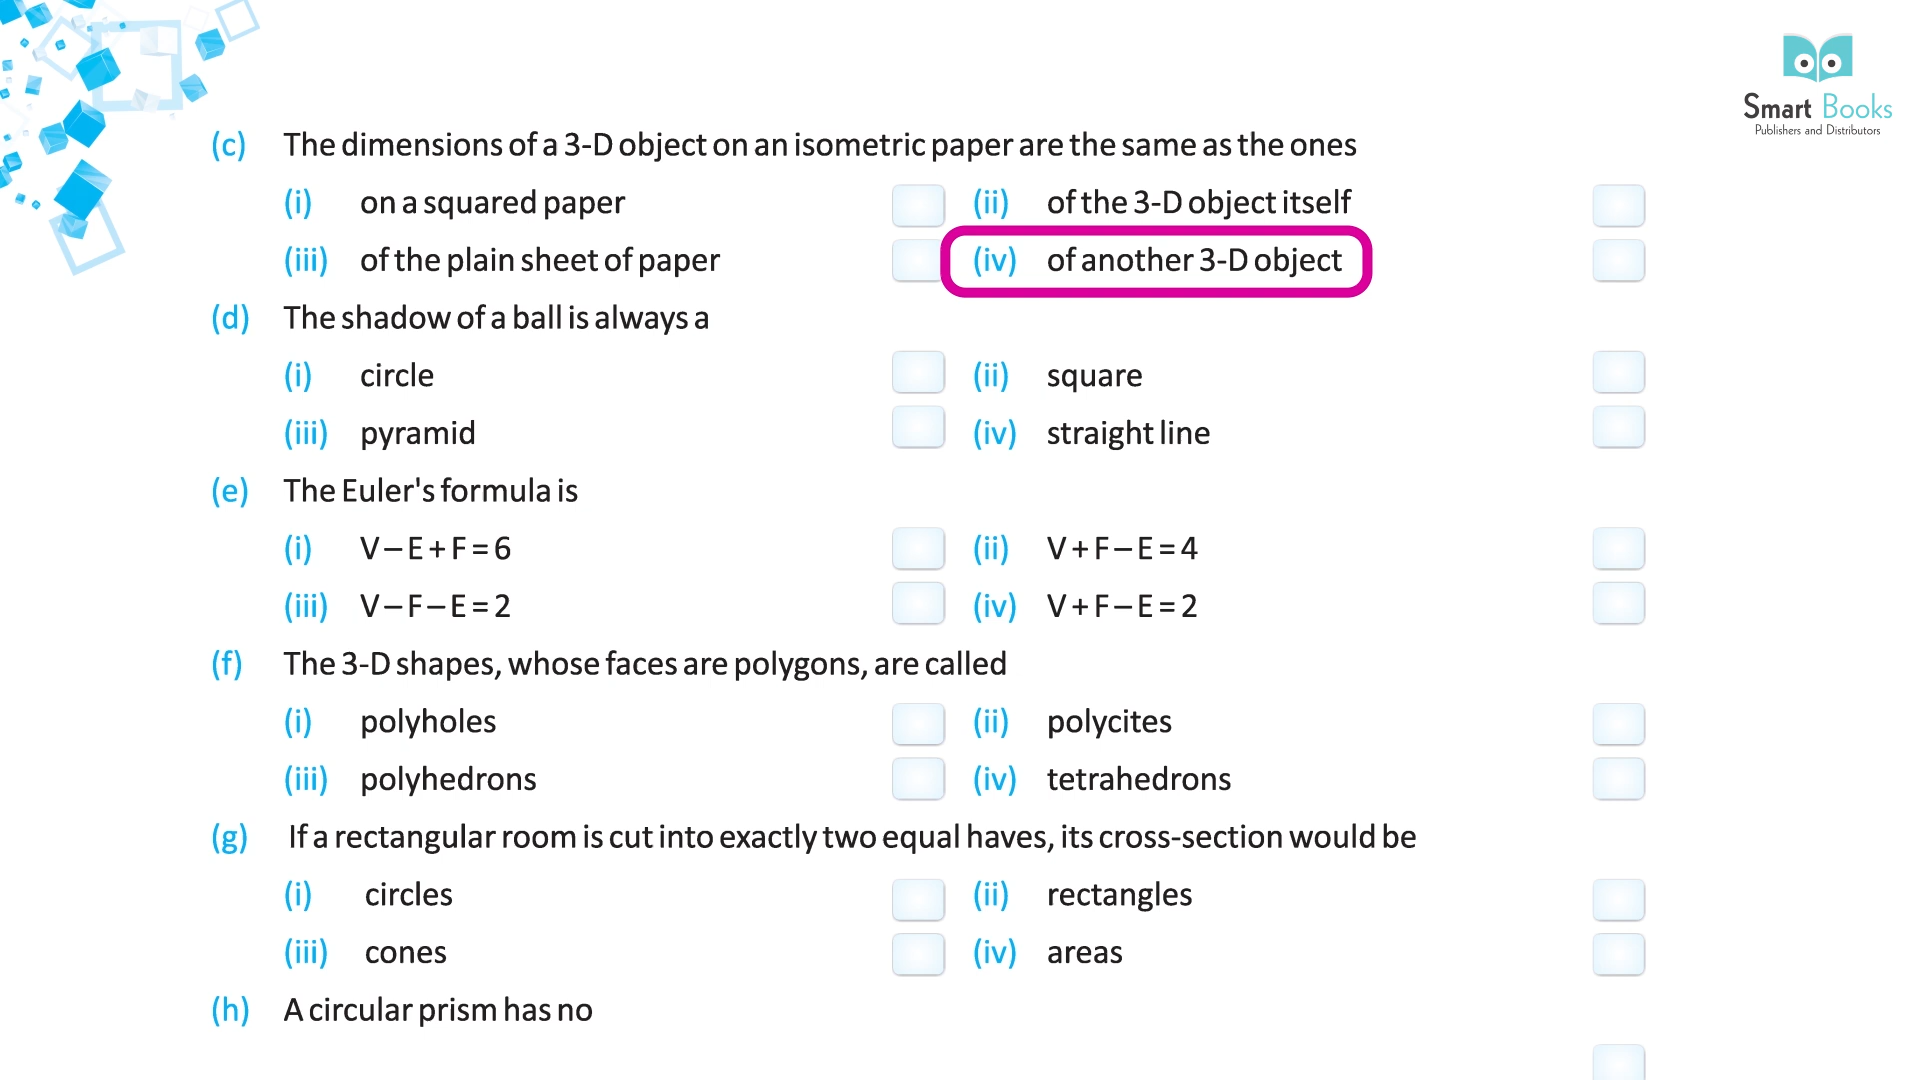 Smart Books
Publishers and Distributors
(c) The dimensions of a 3-D object on an isometric paper are the same as the ones
(i) on a squared paper (ii) of the 3-D object itself
(iii) of the plain sheet of paper (iv) of another 3-D object
(d) The shadow of a ball is always a
(i) circle (ii) square
(iii) pyramid (iv) straight line
(e) The Euler's formula is
(i) V – E + F = 6 (ii) V + F – E = 4
(iii) V – F – E = 2 (iv) V + F – E = 2
(f) The 3-D shapes, whose faces are polygons, are called
(i) polyholes (ii) polycites
(iii) polyhedrons (iv) tetrahedrons
(g) If a rectangular room is cut into exactly two equal haves, its cross-section would be
(i) circles (ii) rectangles
(iii) cones (iv) areas
(h) A circular prism has no